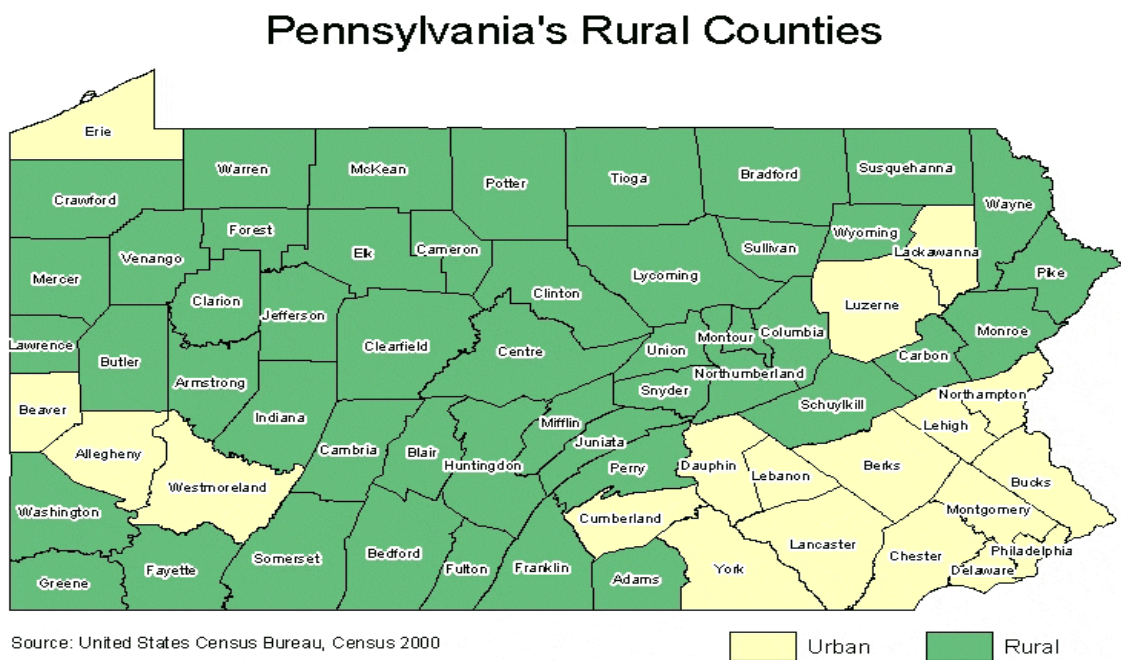 Pennsylvania's Rural Counties
Erie
Warren
McKean
Potter
Tioga
Bradford
Susquehanna
Wayne
Crawford
Forest
Venango
Elk
Cameron
Lycoming
Sullivan
Wyoming
Lackawanna
Pike
Mercer
Clarion
Jefferson
Clinton
Luzerne
Monroe
Lawrence
Butler
Clearfield
Centre
Union
Montour
Columbia
Carbon
Armstrong
Northumberland
Snyder
Schuylkill
Northampton
Beaver
Indiana
Mifflin
Lehigh
Allegheny
Cambria
Blair
Huntingdon
Juniata
Perry
Dauphin
Lebanon
Berks
Bucks
Westmoreland
Washington
Cumberland
Montgomery
Somerset
Bedford
Fulton
Franklin
Lancaster
Chester
Philadelphia
Delaware
Greene
Fayette
Adams
York
Source: United States Census Bureau, Census 2000
Urban
Rural